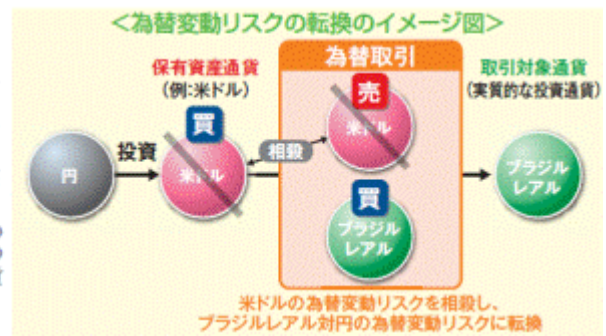 ＜為替変動リスクの転換のイメージ図＞
保有資産通貨
(例:米ドル)
為替取引
取引対象通貨
(実質的な投資通貨)
買
売
円
投資
米ドル
相殺
米ドル
買
ブラジル
レアル
ブラジル
レアル
米ドルの為替変動リスクを相殺し、
ブラジルレアル対円の為替変動リスクに転換